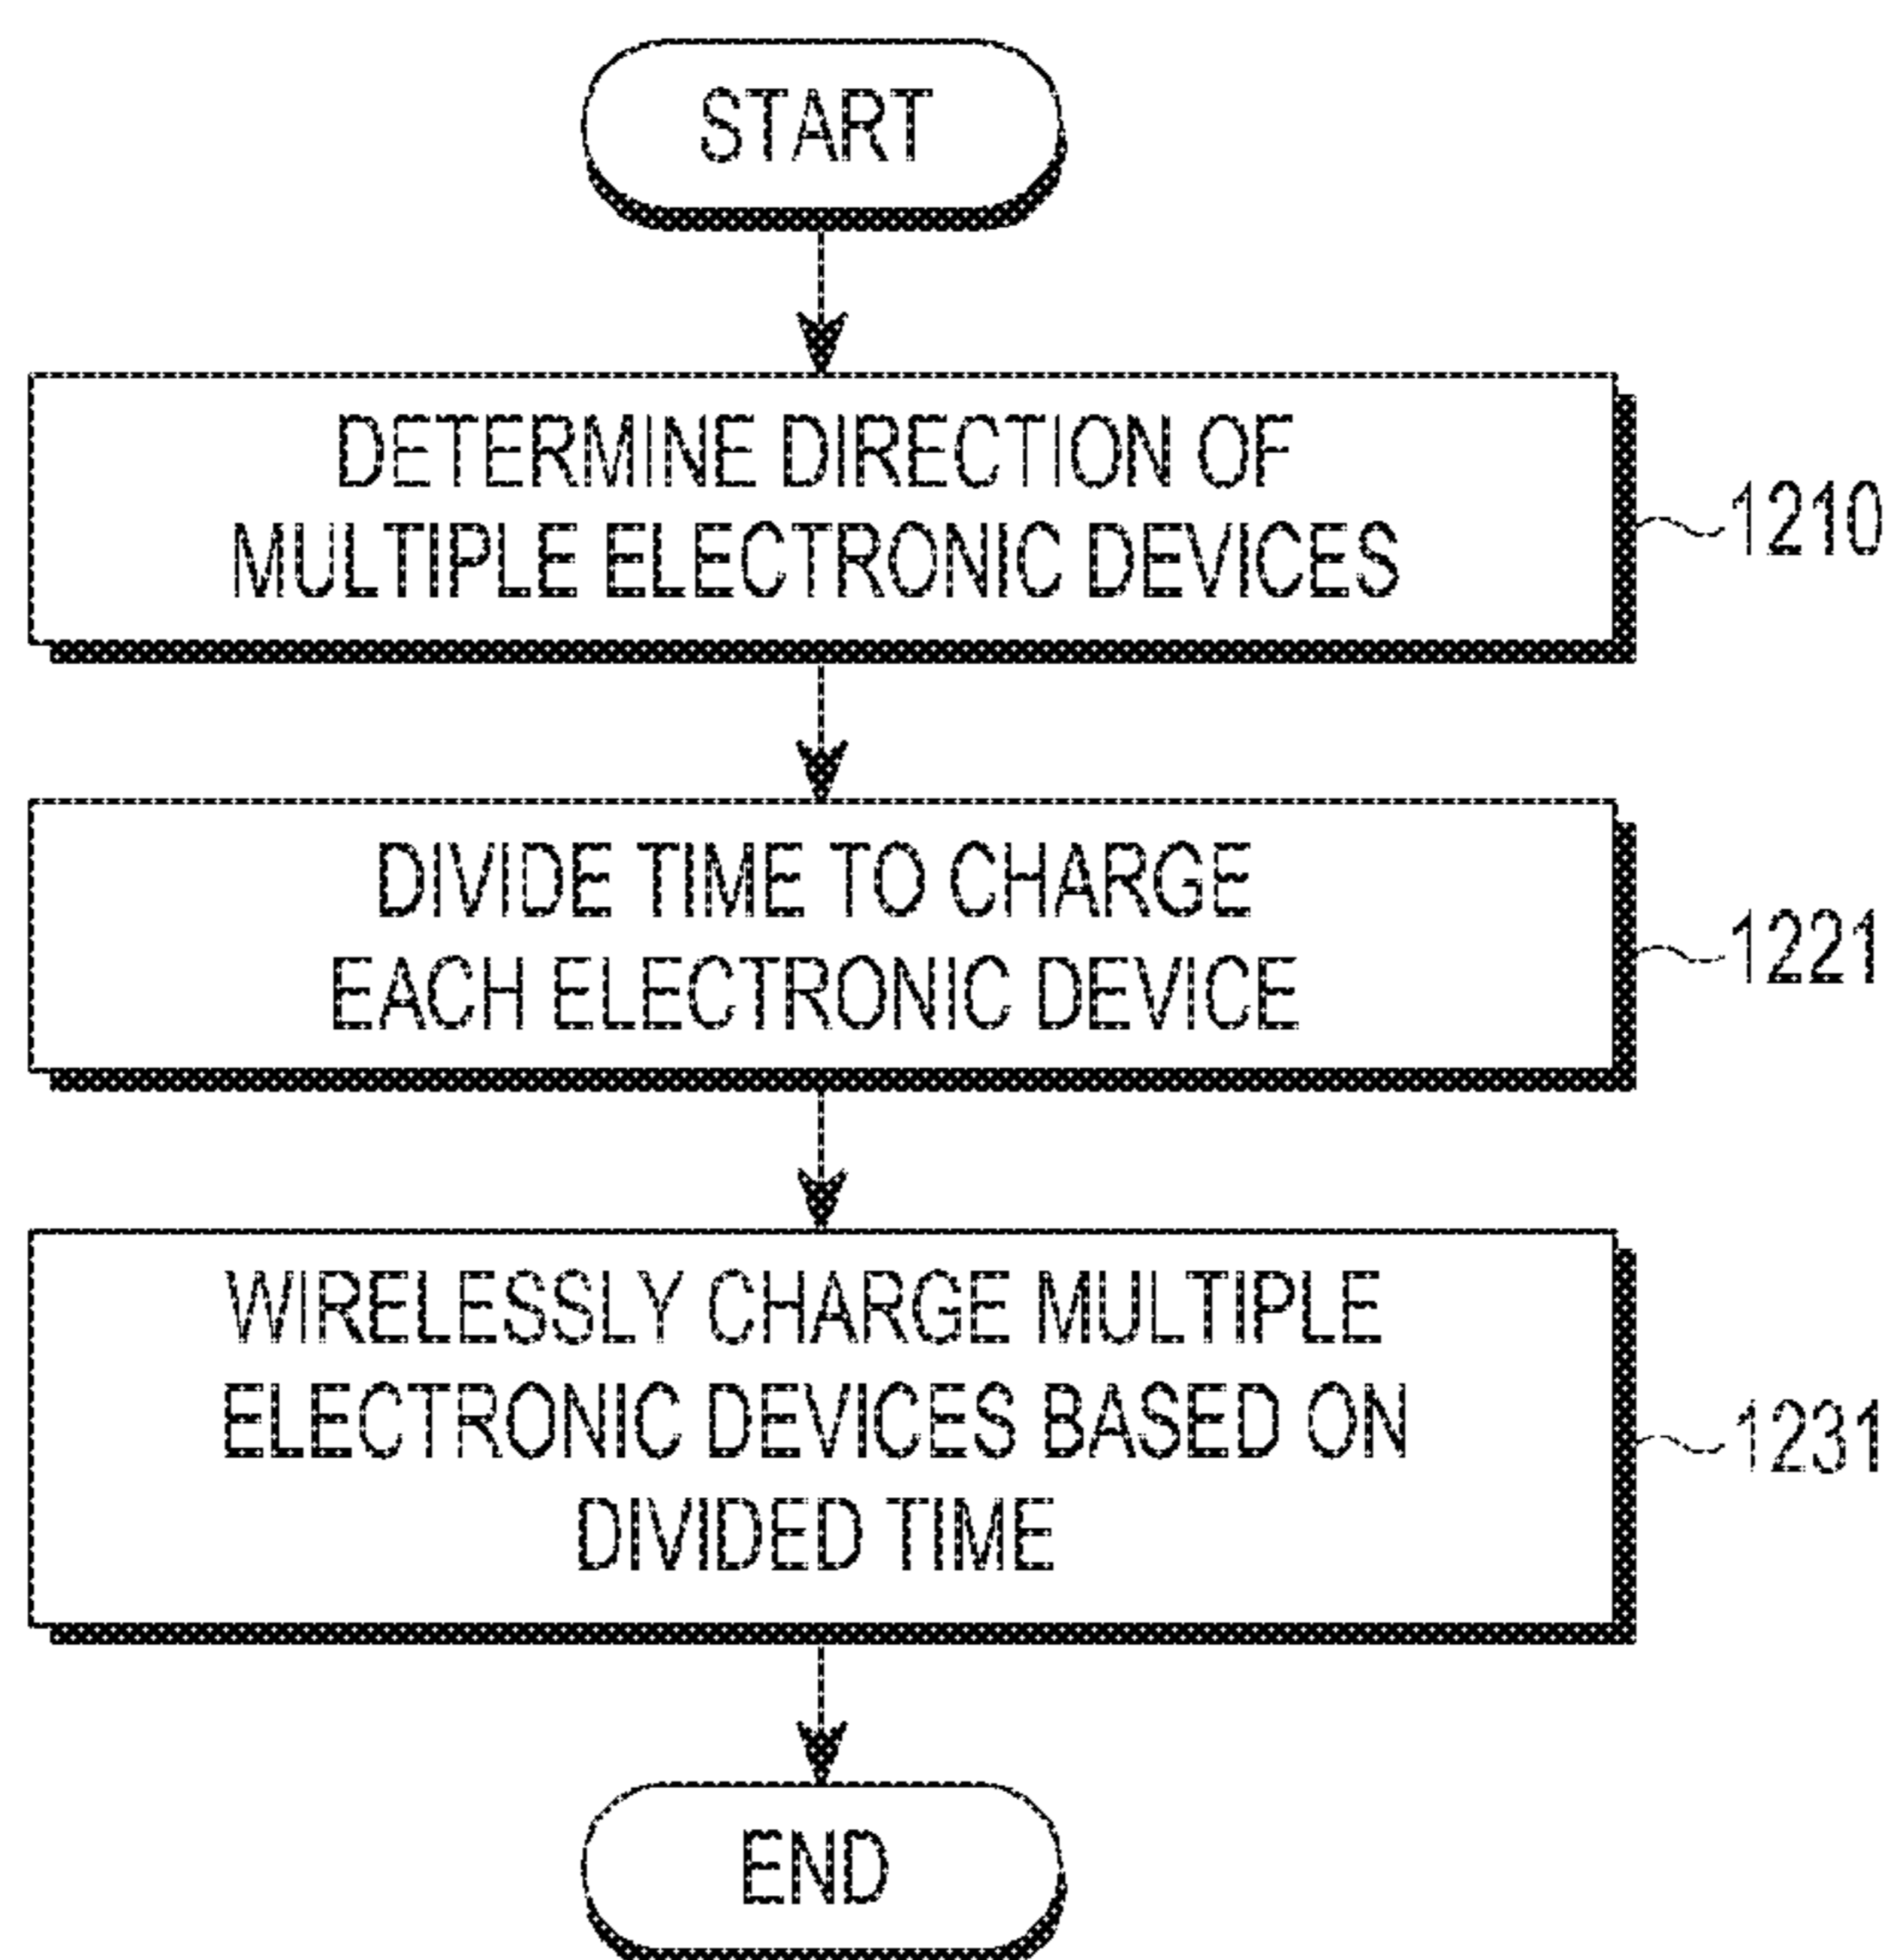 START
DETERMINE DIRECTION OF
MULTIPLE ELECTRONIC DEVICES
1210
DIVIDE TIME TO CHARGE
EACH ELECTRONIC DEVICE
1221
WIRELESSLY CHARGE MULTIPLE
ELECTRONIC DEVICES BASED ON
DIVIDED TIME
1231
END